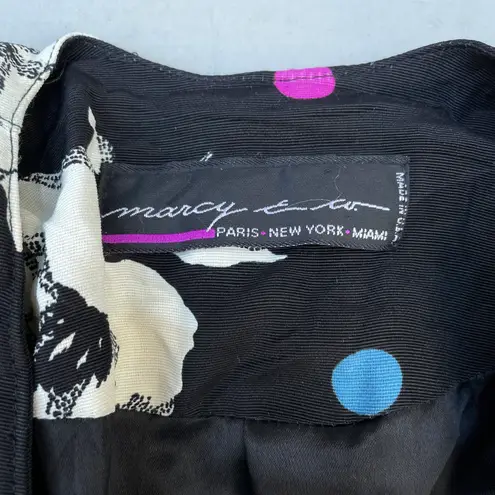 marcy & co.
PARIS • NEW YORK • MIAMI
MADE IN U.S.A.